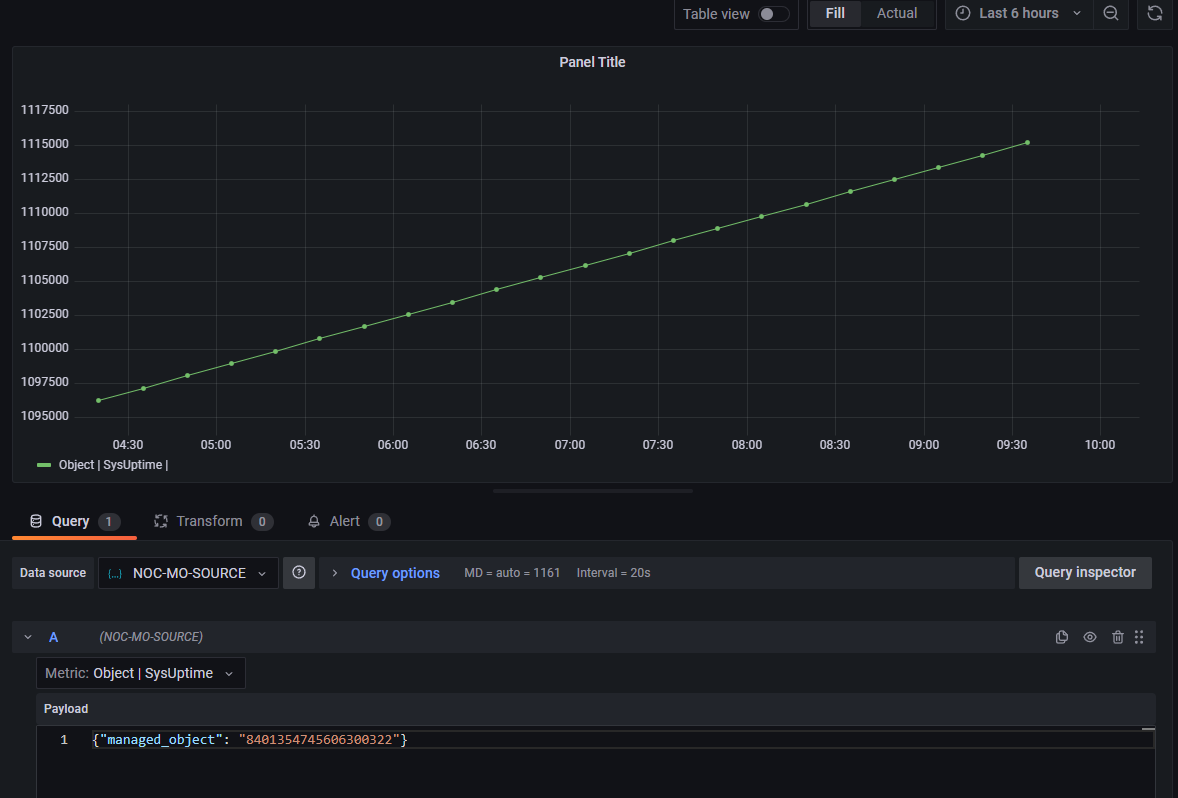 Table view Fill Actual Last 6 hours
Panel Title
1117500
1115000
1112500
1110000
1107500
1105000
1102500
1100000
1097500
1095000
04:30 05:00 05:30 06:00 06:30 07:00 07:30 08:00 08:30 09:00 09:30 10:00
Object | SysUptime |
Query 1 Transform 0 Alert 0
Data source {...} NOC-MO-SOURCE Query options MD = auto = 1161 Interval = 20s Query inspector
A (NOC-MO-SOURCE)
Metric: Object | SysUptime
Payload
1 {"managed_object": "8401354745606300322"}